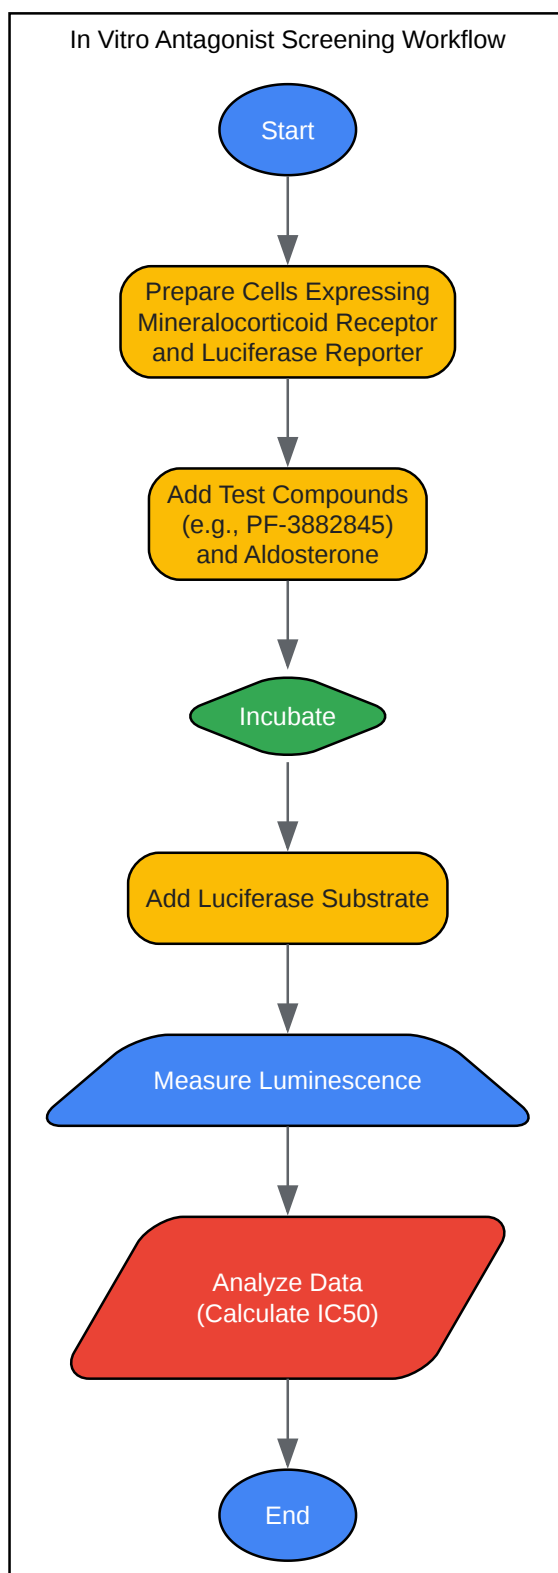 In Vitro Antagonist Screening Workflow
Start
Prepare Cells Expressing
Mineralocorticoid Receptor
and Luciferase Reporter
Add Test Compounds
(e.g., PF-3882845)
and Aldosterone
Incubate
Add Luciferase Substrate
Measure Luminescence
Analyze Data
(Calculate IC50)
End